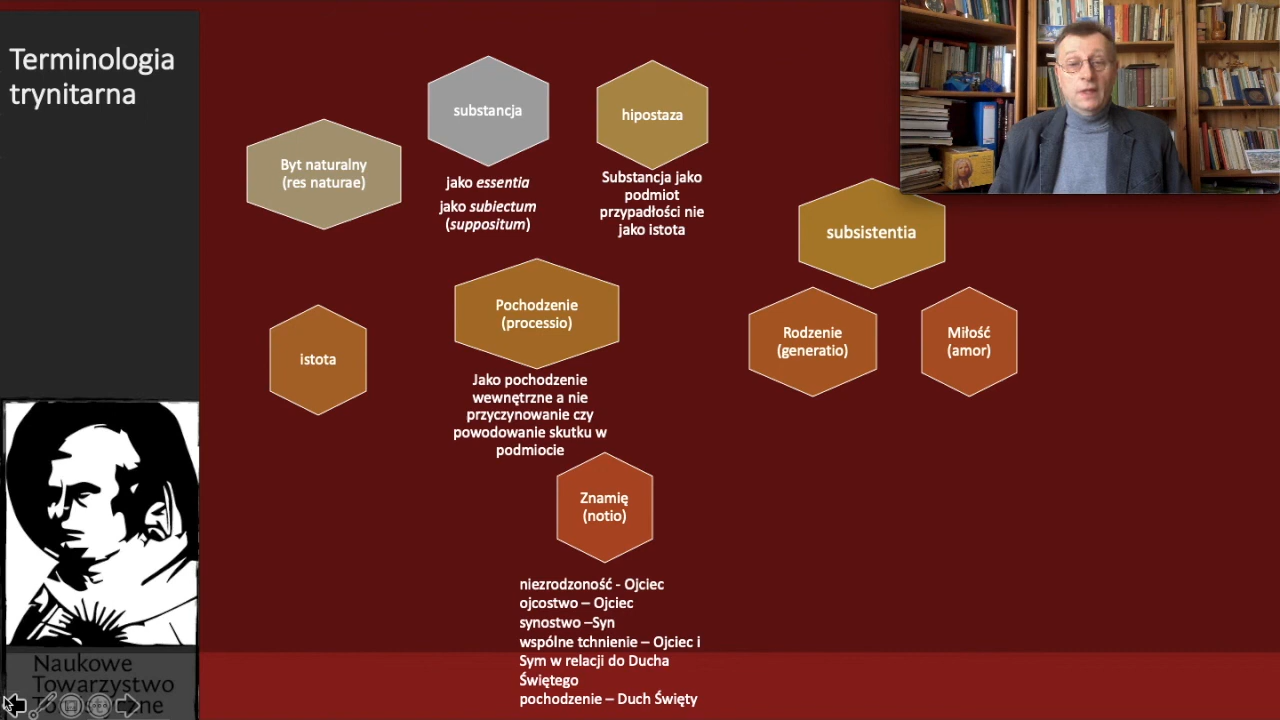 Terminologia
trynitarna
Byt naturalny
(res naturae)
substancja
jako essentia
jako subiectum
(suppositum)
hipostaza
Substancja jako
podmiot
przypadłości nie
jako istota
subsistentia
istota
Pochodzenie
(processio)
Jako pochodzenie
wewnętrzne a nie
przyczynowanie czy
powodowanie skutku w
podmiocie
Rodzenie
(generatio)
Miłość
(amor)
Znamię
(notio)
niezrodzoność - Ojciec
ojcostwo – Ojciec
synostwo –Syn
wspólne tchnienie – Ojciec i
Sym w relacji do Ducha
Świętego
pochodzenie – Duch Święty
Naukowe
Towarzystwo